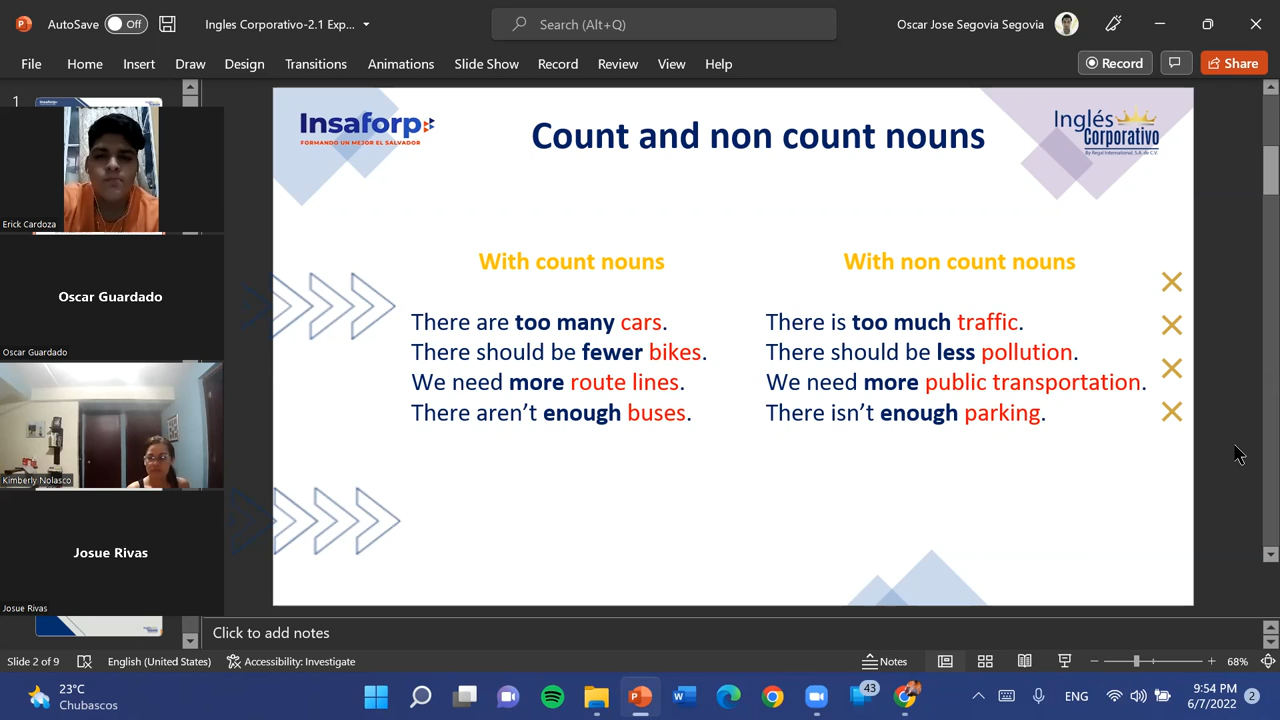 AutoSave Off
Ingles Corporativo-2.1 Exp...
Search (Alt+Q)
Oscar Jose Segovia Segovia
File Home Insert Draw Design Transitions Animations Slide Show Record Review View Help
Record
Share
1
Erick Cardoza
Oscar Guardado
Oscar Guardado
Kimberly Nolasco
Josue Rivas
Josue Rivas
Insaforp
FORMANDO UN MEJOR EL SALVADOR
Count and non count nouns
Inglés
Corporativo
By Regal International, S.A. de C.V.
With count nouns
There are too many cars.
There should be fewer bikes.
We need more route lines.
There aren't enough buses.
With non count nouns
There is too much traffic.
There should be less pollution.
We need more public transportation.
There isn't enough parking.
Click to add notes
Slide 2 of 9
English (United States)
Accessibility: Investigate
Notes
68%
23°C
Chubascos
43
ENG
9:54 PM
6/7/2022
2